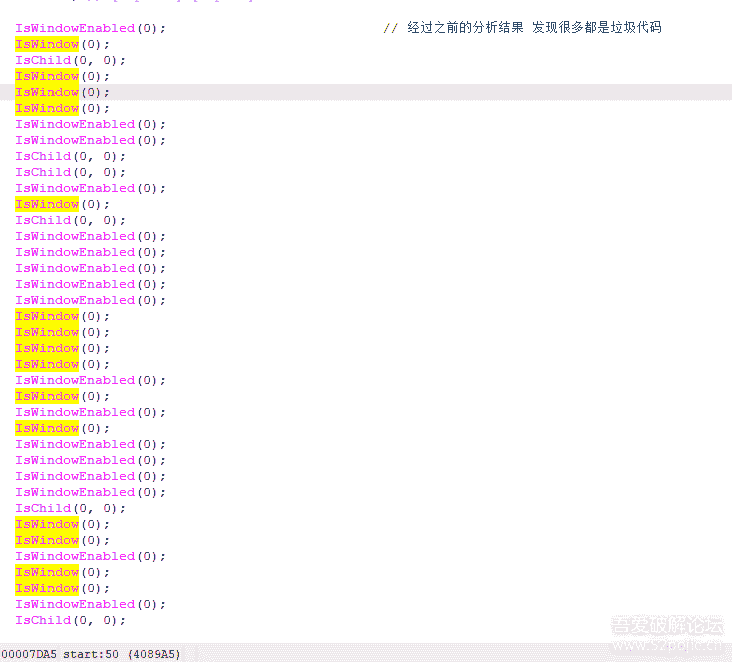 IsWindowEnabled(0); // 经过之前的分析结果 发现很多都是垃圾代码
IsWindow(0);
IsChild(0, 0);
IsWindow(0);
IsWindow(0);
IsWindow(0);
IsWindowEnabled(0);
IsWindowEnabled(0);
IsChild(0, 0);
IsChild(0, 0);
IsWindowEnabled(0);
IsWindow(0);
IsChild(0, 0);
IsWindowEnabled(0);
IsWindowEnabled(0);
IsWindowEnabled(0);
IsWindowEnabled(0);
IsWindowEnabled(0);
IsWindow(0);
IsWindow(0);
IsWindow(0);
IsWindow(0);
IsWindowEnabled(0);
IsWindow(0);
IsWindowEnabled(0);
IsWindow(0);
IsWindowEnabled(0);
IsWindowEnabled(0);
IsWindowEnabled(0);
IsWindowEnabled(0);
IsChild(0, 0);
IsWindow(0);
IsWindow(0);
IsWindowEnabled(0);
IsWindow(0);
IsWindow(0);
IsWindowEnabled(0);
IsChild(0, 0);
吾爱破解论坛
www.52pojie.cn
00007DA5 start:50 (4089A5)